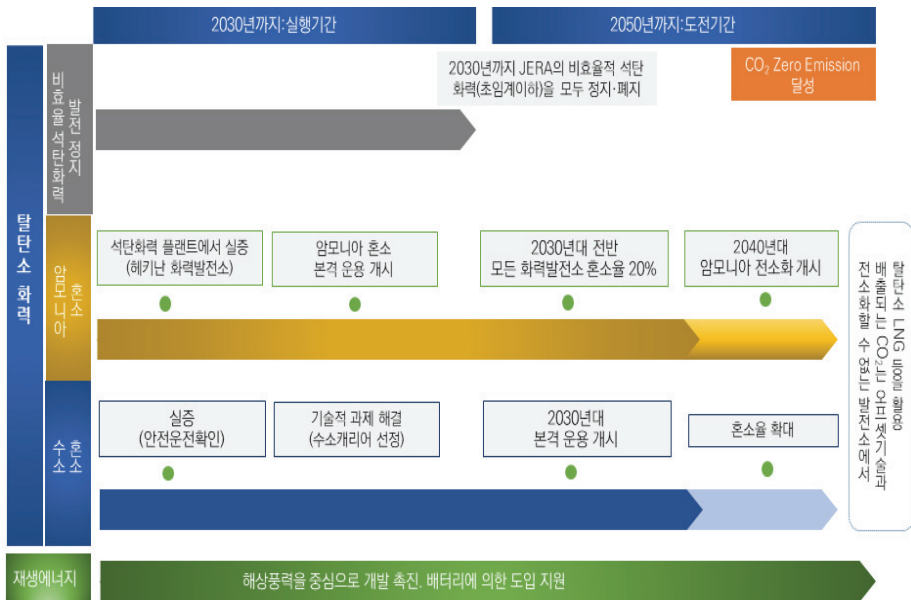 2030년까지:실행기간
2050년까지:도전기간
탈탄소 화력
비효율 석탄화력
발전 정지
2030년까지 JERA의 비효율적 석탄
화력(초임계이하)을 모두 정지·폐지
CO₂ Zero Emission
달성
암모니아
혼소
석탄화력 플랜트에서 실증
(헤키난 화력발전소)
암모니아 혼소
본격 운용 개시
2030년대 전반
모든 화력발전소 혼소율 20%
2040년대
암모니아 전소화 개시
수소
혼소
실증
(안전운전확인)
기술적 과제 해결
(수소캐리어 선정)
2030년대
본격 운용 개시
혼소율 확대
전소화할 수 없는 발전소에서
배출되는 CO₂는 오프셋기술과
탈탄소 LNG 등을 활용
재생에너지
해상풍력을 중심으로 개발 촉진. 배터리에 의한 도입 지원